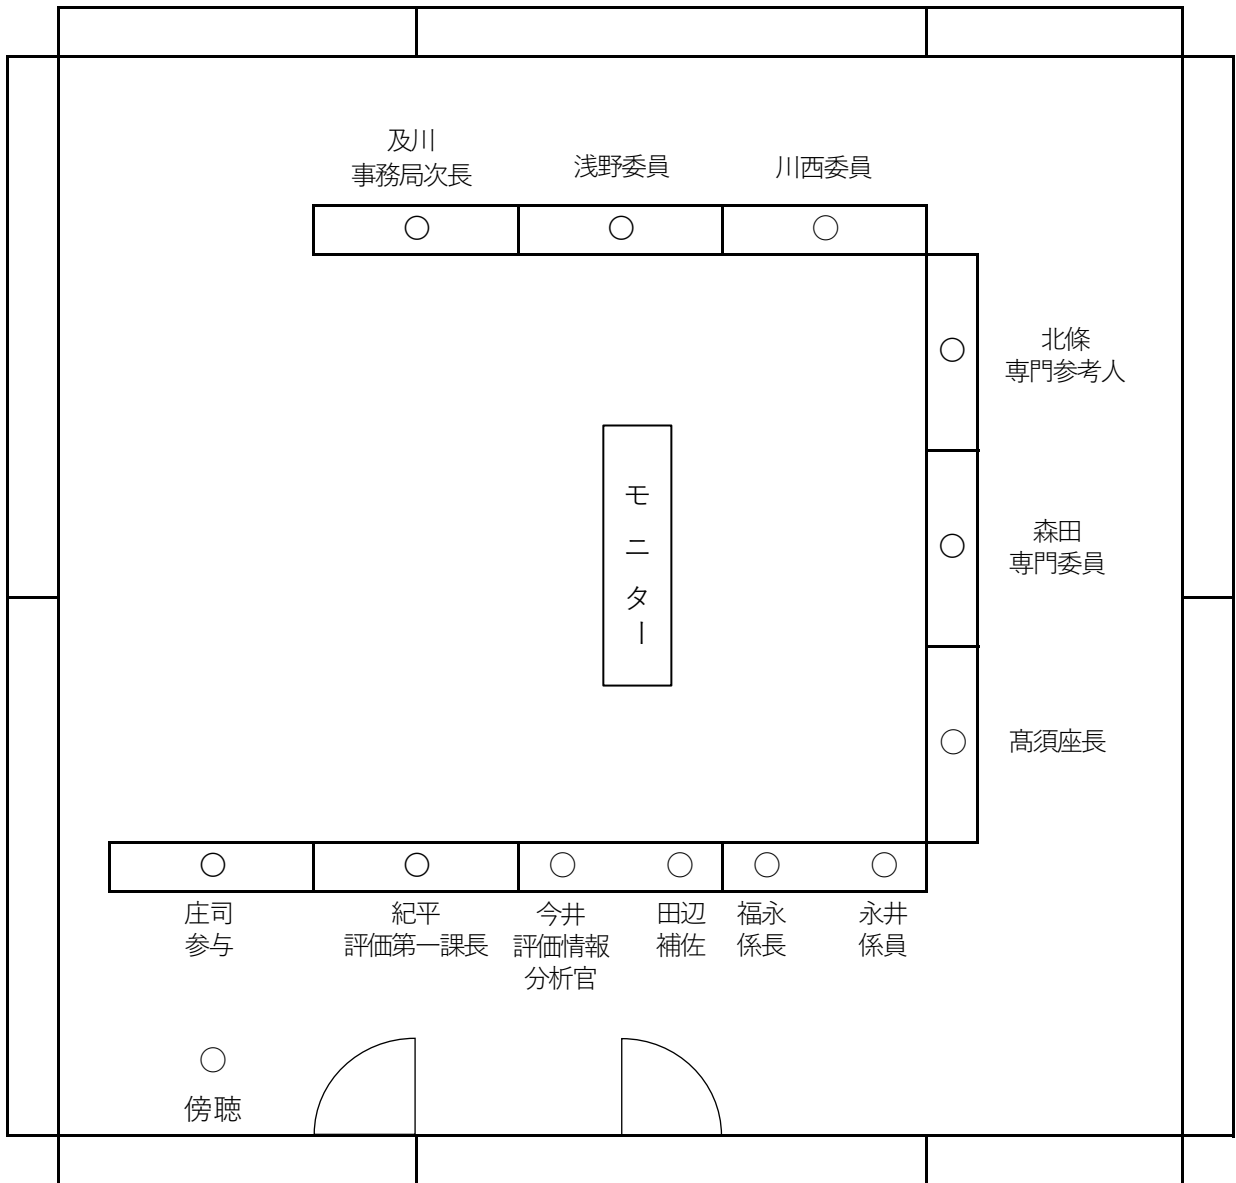 及川
事務局次長
浅野委員
川西委員
北條
専門参考人
モニター
森田
専門委員
髙須座長
庄司
参与
紀平
評価第一課長
今井
評価情報
分析官
田辺
補佐
福永
係長
永井
係員
傍聴